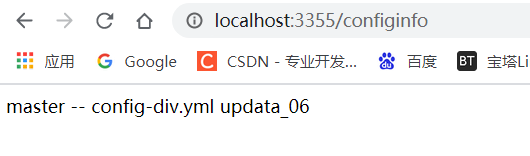 localhost:3355/configinfo
应用 Google C CSDN - 专业开发... 百度 BT 宝塔Li
master -- config-div.yml updata_06